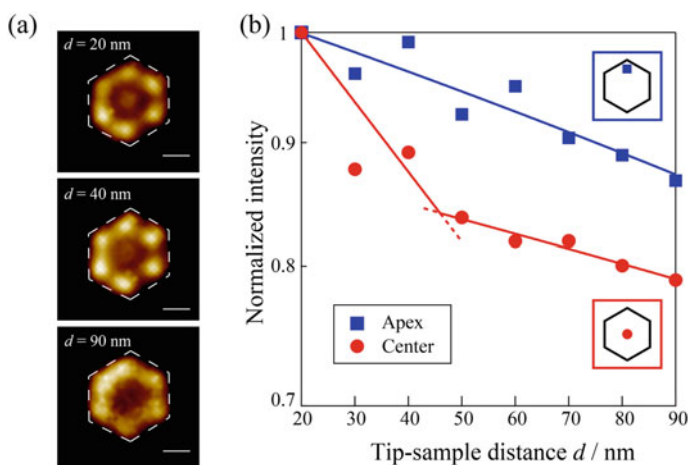 (a)
d = 20 nm
d = 40 nm
d = 90 nm
(b)
Normalized intensity
1
0.9
0.8
0.7
Apex
Center
20 30 40 50 60 70 80 90
Tip-sample distance d / nm